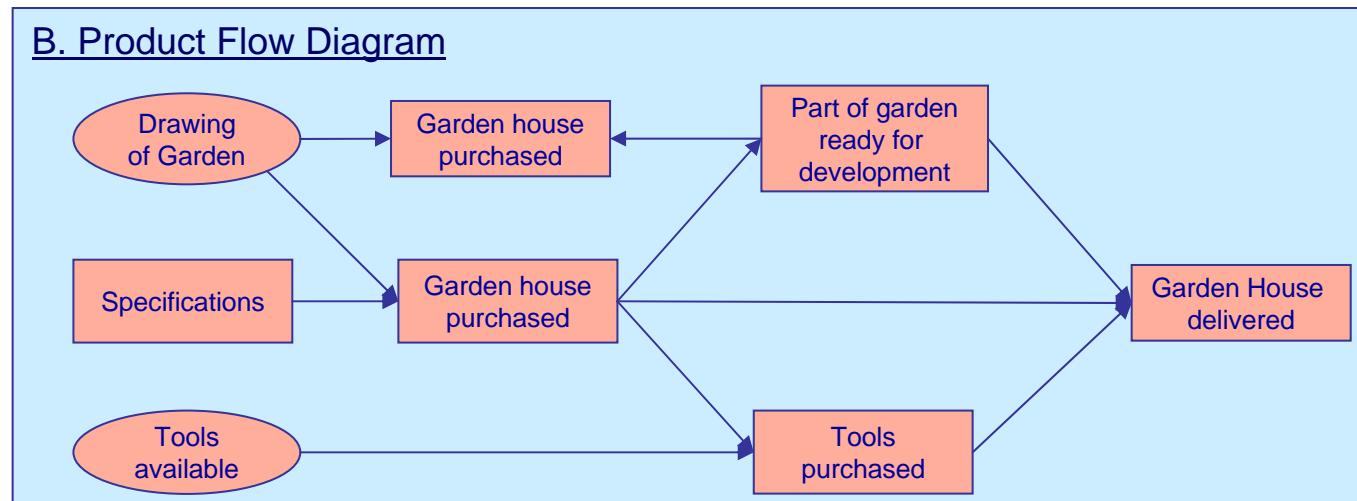 B. Product Flow Diagram
Drawing
of Garden
Garden house
purchased
Part of garden
ready for
development
Specifications
Garden house
purchased
Garden House
delivered
Tools
available
Tools
purchased